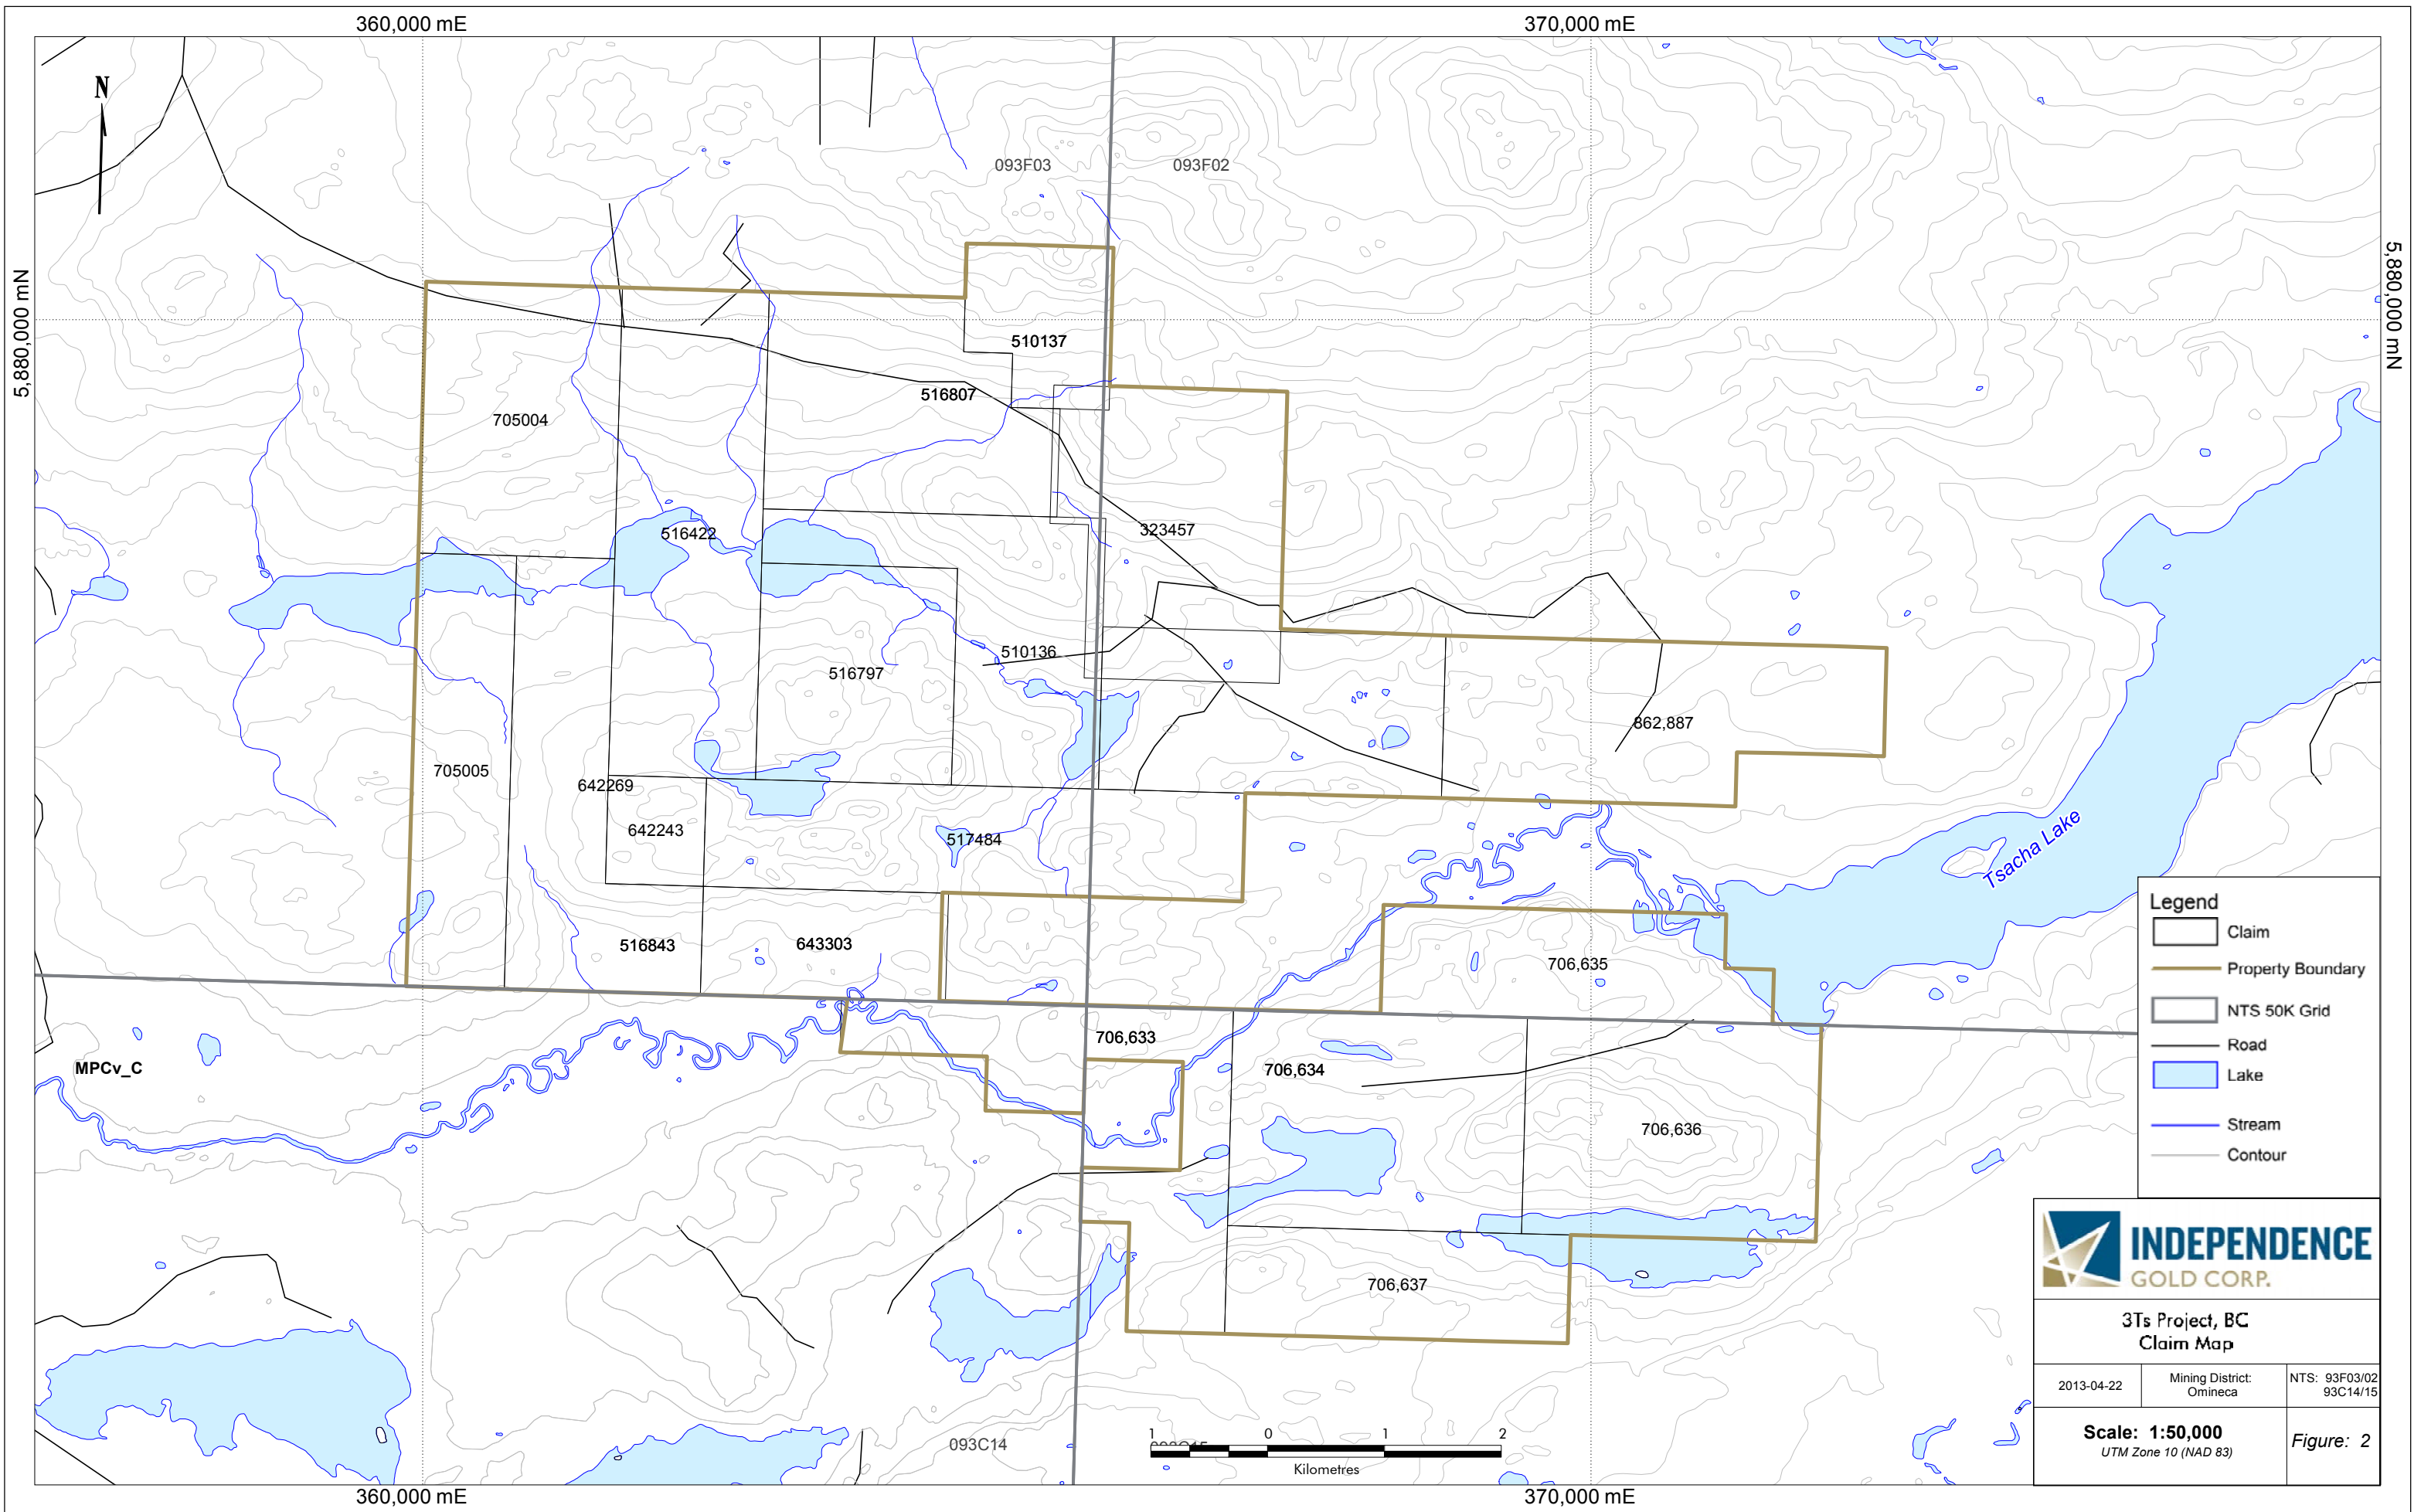 360,000 mE
370,000 mE
N
093F03
093F02
5,880,000 mN
5,880,000 mN
510137
516807
705004
516422
323457
510136
516797
862,887
705005
642269
642243
517484
Tsacha Lake
516843
643303
706,635
706,633
706,634
MPCv_C
706,636
706,637
Legend
Claim
Property Boundary
NTS 50K Grid
Road
Lake
Stream
Contour
INDEPENDENCE
GOLD CORP.
3Ts Project, BC
Claim Map
2013-04-22
Mining District:
Omineca
NTS: 93F03/02
93C14/15
Scale: 1:50,000
UTM Zone 10 (NAD 83)
Figure: 2
093C14
1 0 1 2
Kilometres
360,000 mE
370,000 mE